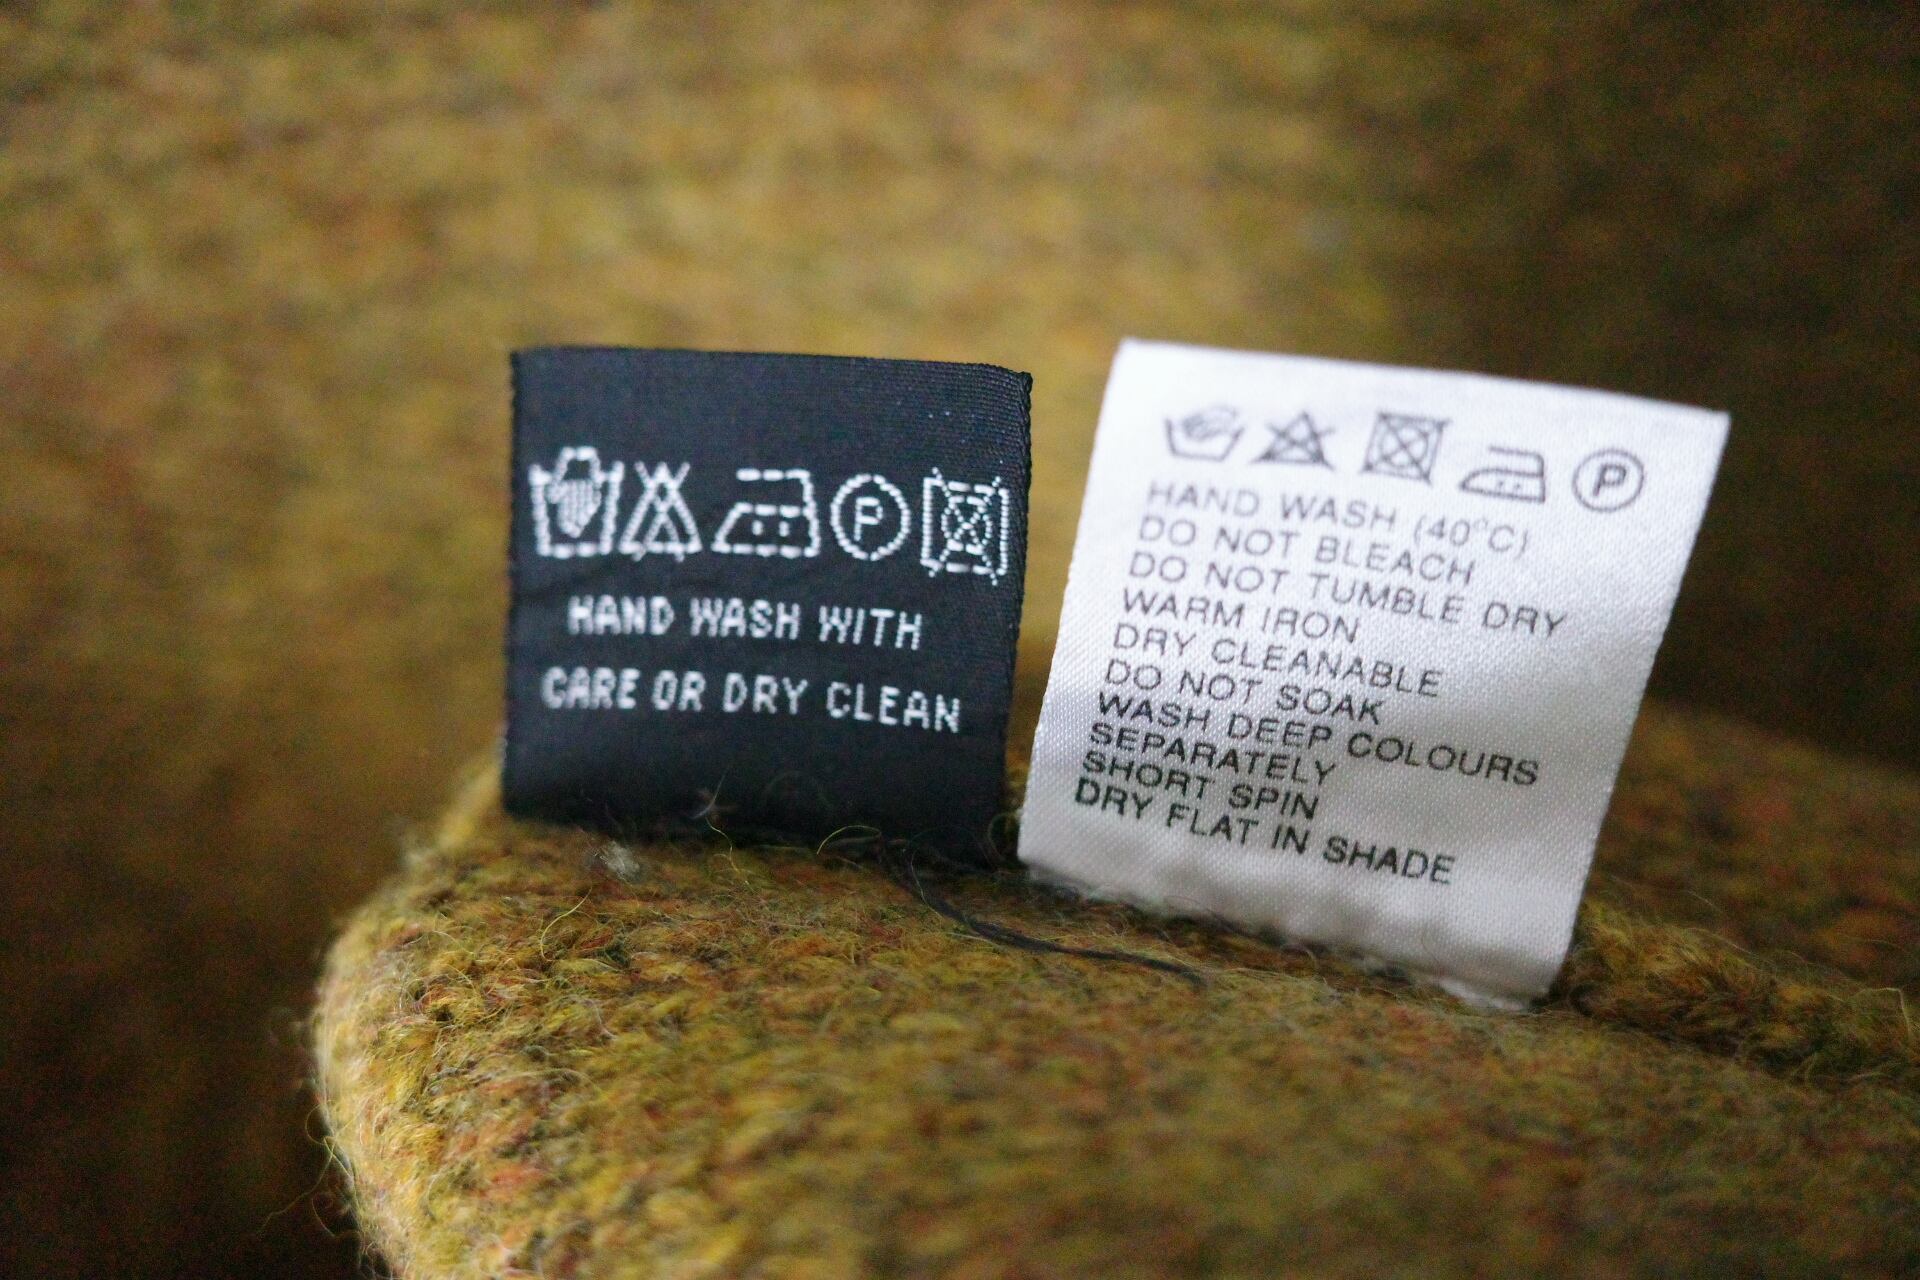 HAND WASH WITH
CARE OR DRY CLEAN
P
P
HAND WASH (40°C)
DO NOT BLEACH
DO NOT TUMBLE DRY
WARM IRON
DRY CLEANABLE
DO NOT SOAK
WASH DEEP COLOURS
SEPARATELY
SHORT SPIN
DRY FLAT IN SHADE